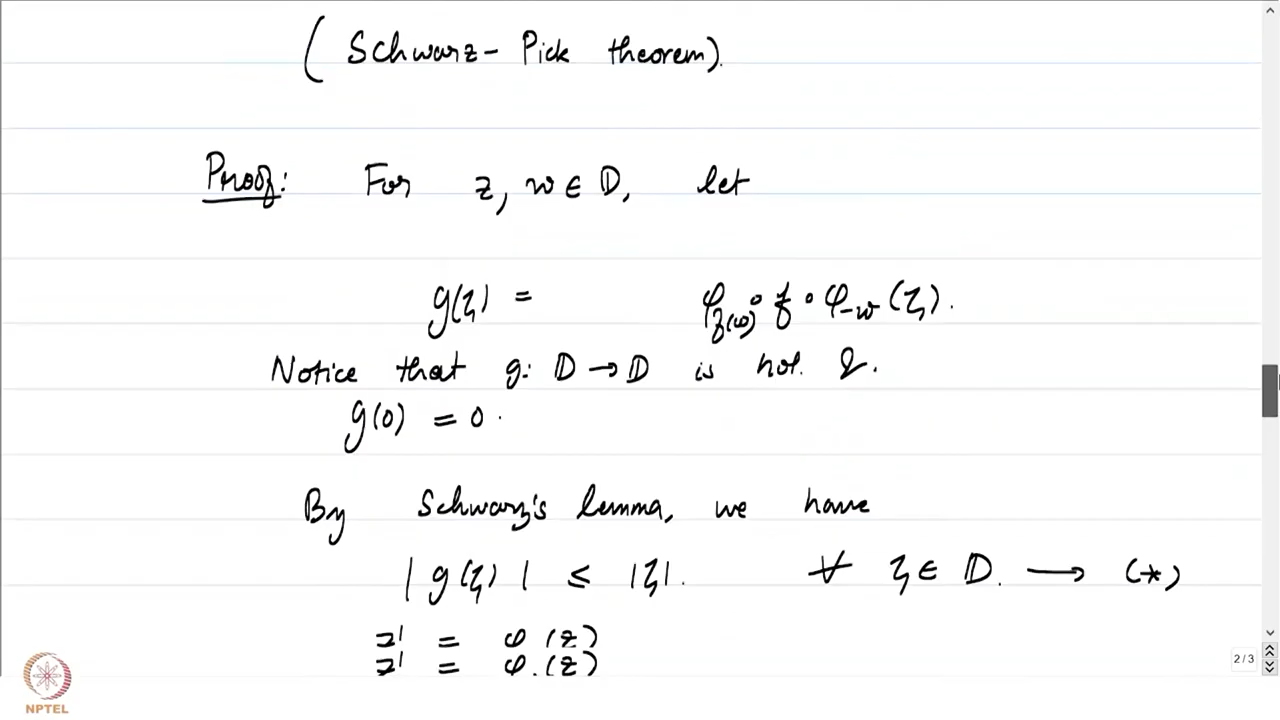 (Schwarz-Pick theorem).
Proof: For z, w ∈ 𝔻, let
g(ζ) = φ_{f(w)} ∘ f ∘ φ_{-w}(ζ).
Notice that g: 𝔻 → 𝔻 is hol. &.
g(0) = 0.
By Schwarz's lemma, we have
|g(ζ)| ≤ |ζ|. ∀ ζ ∈ 𝔻. ⟶ (*)
z' = φ (z)
z' = φ.(z)
2/3
NPTEL